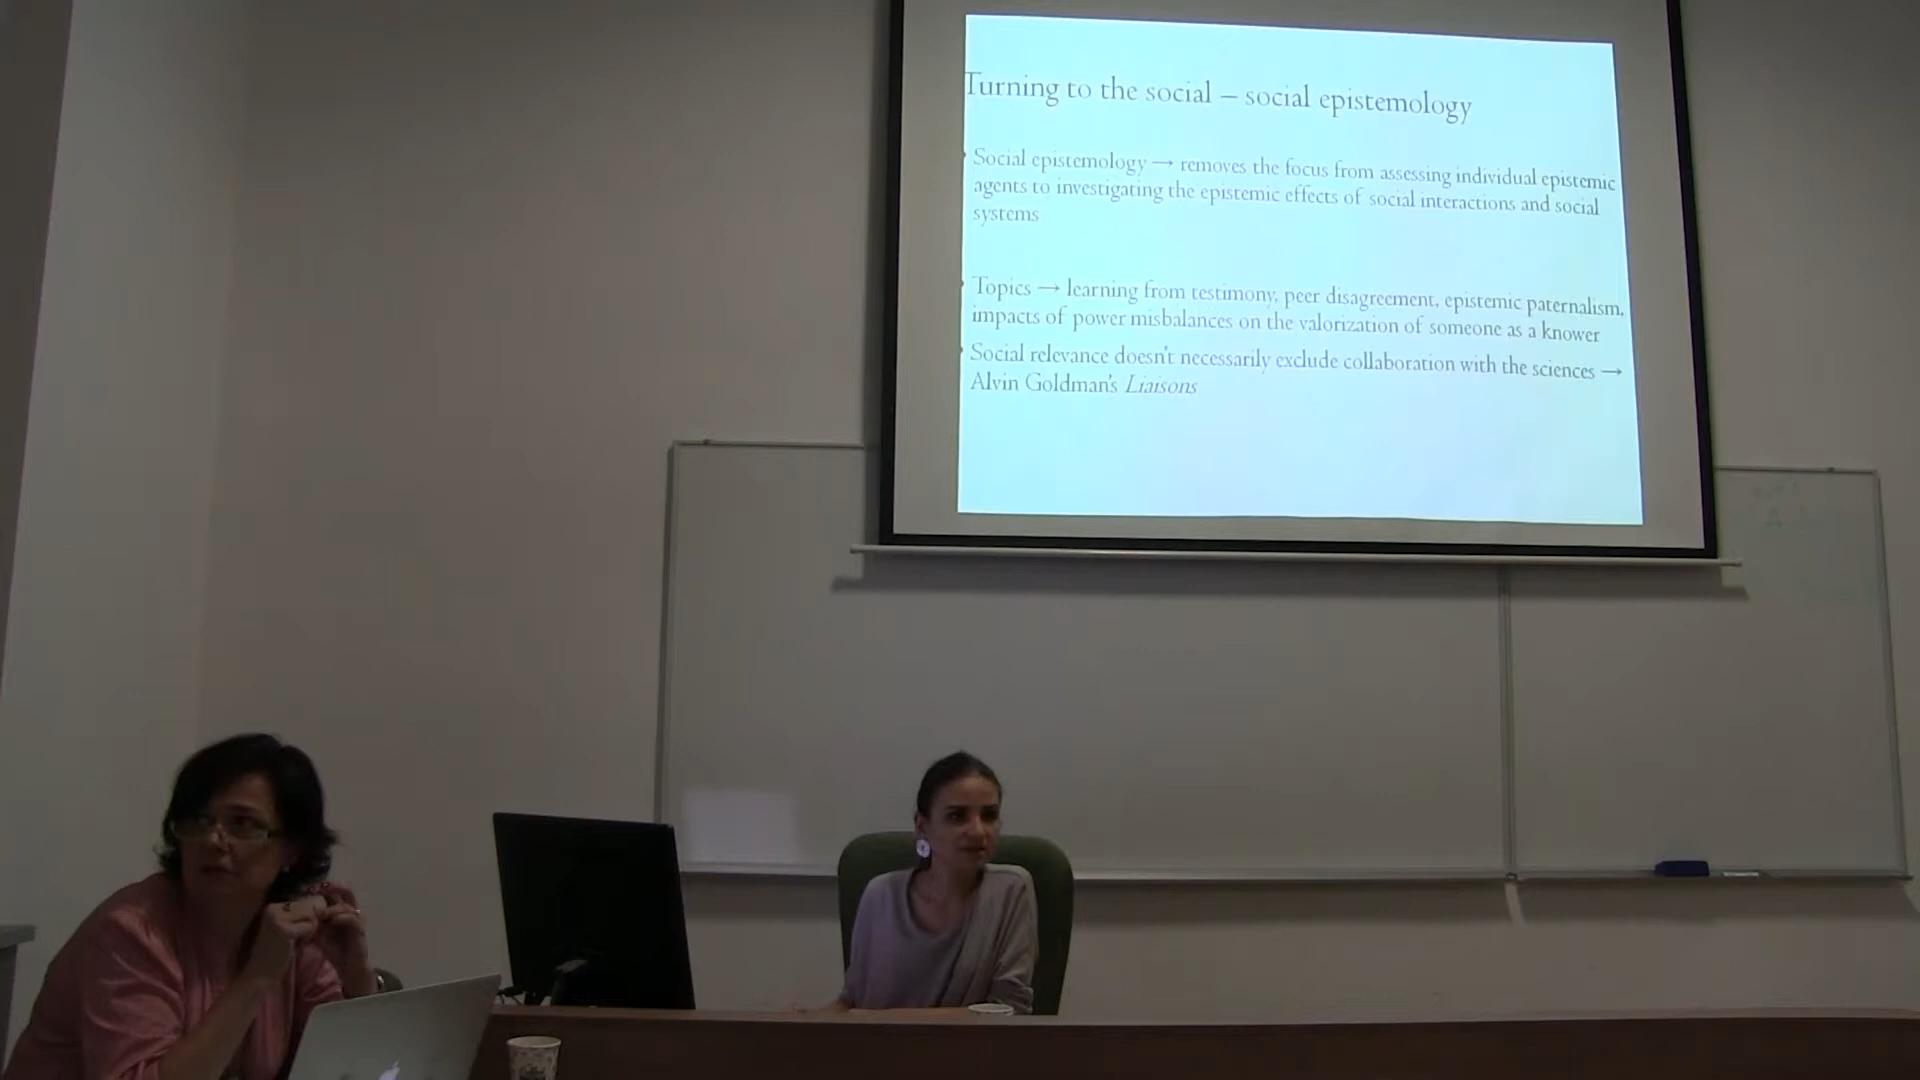 Turning to the social – social epistemology
• Social epistemology → removes the focus from assessing individual epistemic
agents to investigating the epistemic effects of social interactions and social
systems
• Topics → learning from testimony, peer disagreement, epistemic paternalism,
impacts of power misbalances on the valorization of someone as a knower
• Social relevance doesn't necessarily exclude collaboration with the sciences →
Alvin Goldman's Liaisons